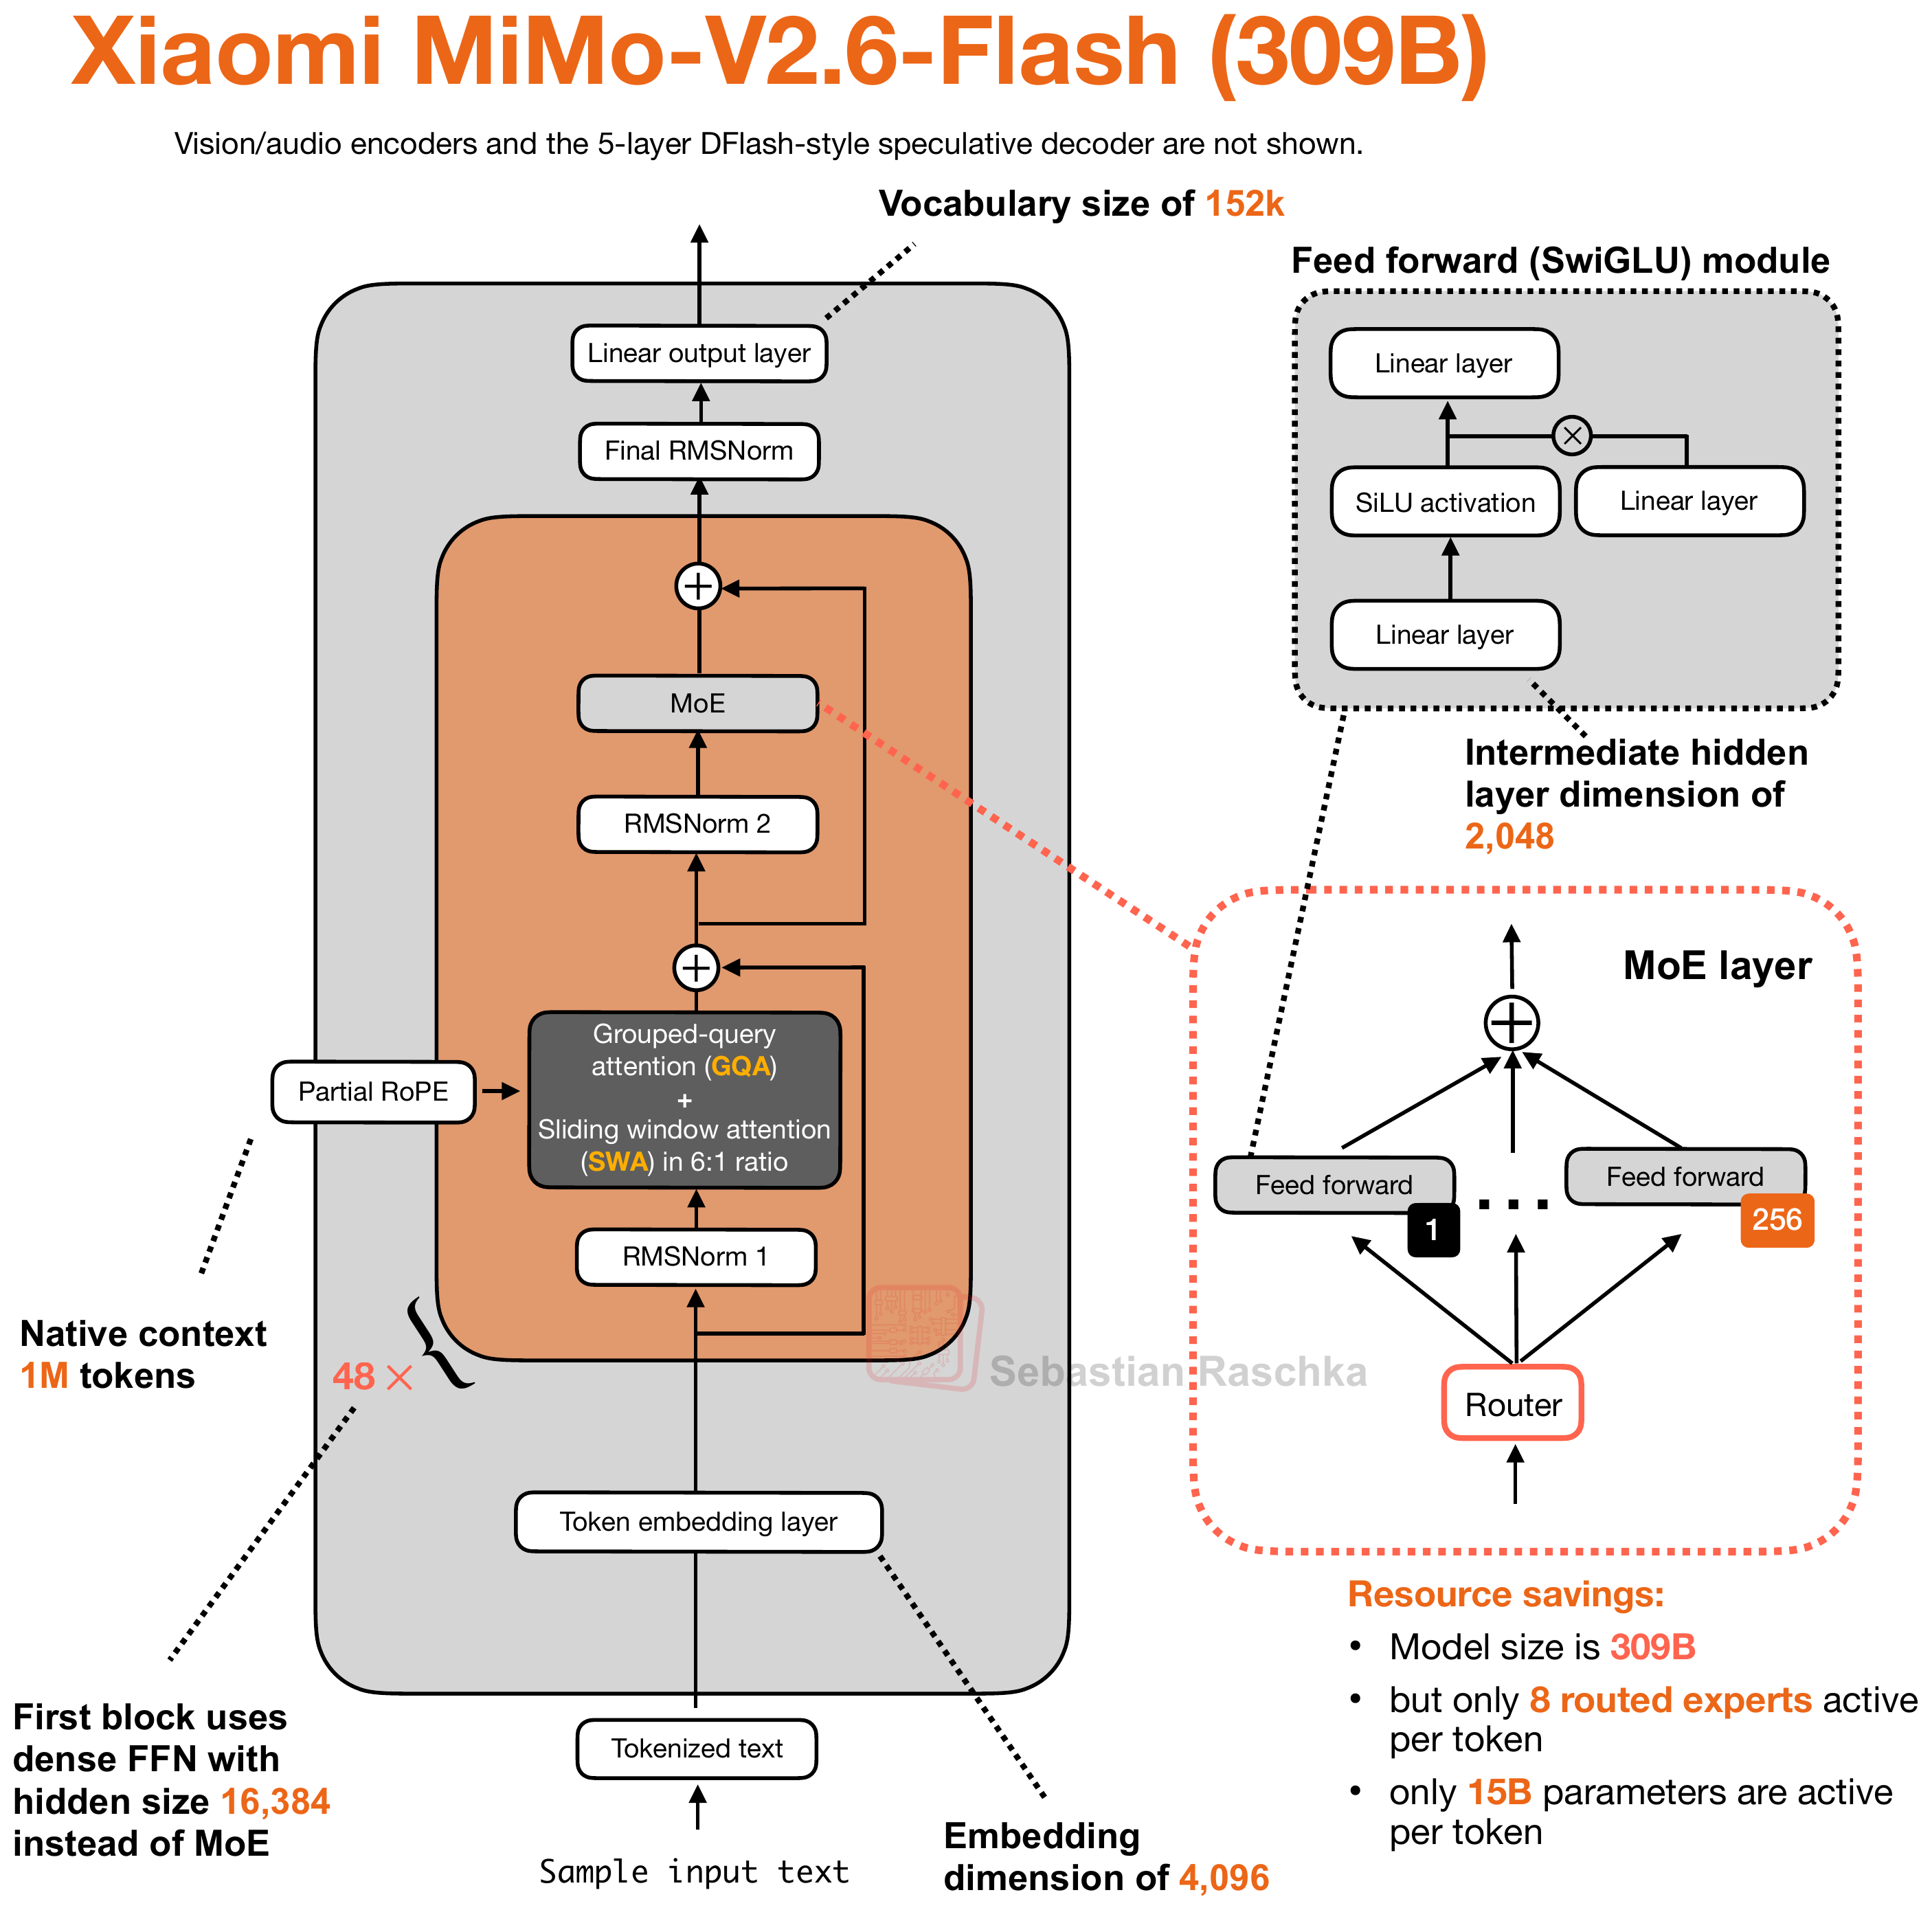 Xiaomi MiMo-V2.6-Flash (309B)
Vision/audio encoders and the 5-layer DFlash-style speculative decoder are not shown.
Vocabulary size of 152k
Linear output layer
Final RMSNorm
MoE
RMSNorm 2
Grouped-query
attention (GQA)
+
Sliding window attention
(SWA) in 6:1 ratio
Partial RoPE
RMSNorm 1
Native context
1M tokens
48 ×
Token embedding layer
First block uses
dense FFN with
hidden size 16,384
instead of MoE
Tokenized text
Sample input text
Embedding
dimension of 4,096
Feed forward (SwiGLU) module
Linear layer
SiLU activation
Linear layer
Linear layer
Intermediate hidden
layer dimension of
2,048
MoE layer
Feed forward
1
...
Feed forward
256
Router
Sebastian Raschka
Resource savings:
• Model size is 309B
• but only 8 routed experts active
per token
• only 15B parameters are active
per token